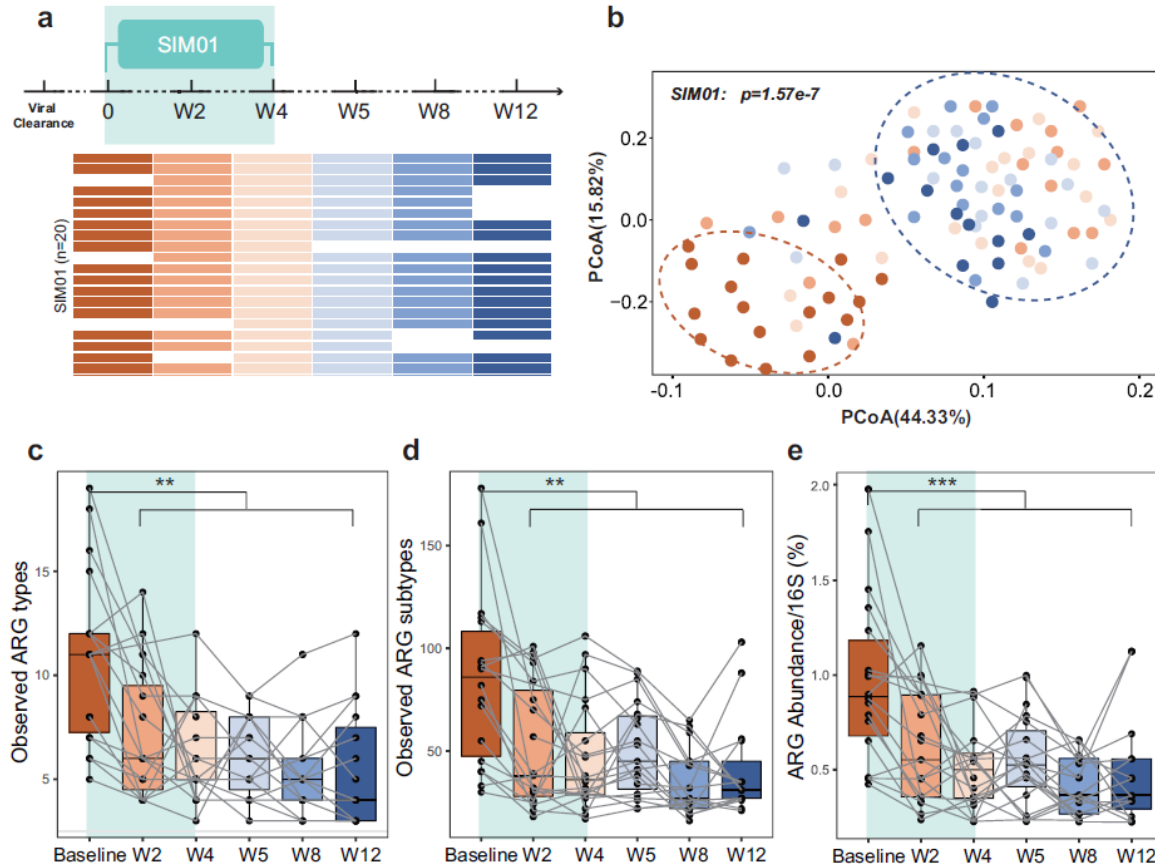 a
SIM01
Viral
Clearance
0 W2 W4 W5 W8 W12
SIM01 (n=20)
b
SIM01: p=1.57e-7
PCoA(15.82%)
0.2
0.0
−0.2
-0.1 0.0 0.1 0.2
PCoA(44.33%)
c
**
Observed ARG types
15
10
5
Baseline W2 W4 W5 W8 W12
d
**
Observed ARG subtypes
150
100
50
Baseline W2 W4 W5 W8 W12
e
***
ARG Abundance/16S (%)
2.0
1.5
1.0
0.5
Baseline W2 W4 W5 W8 W12